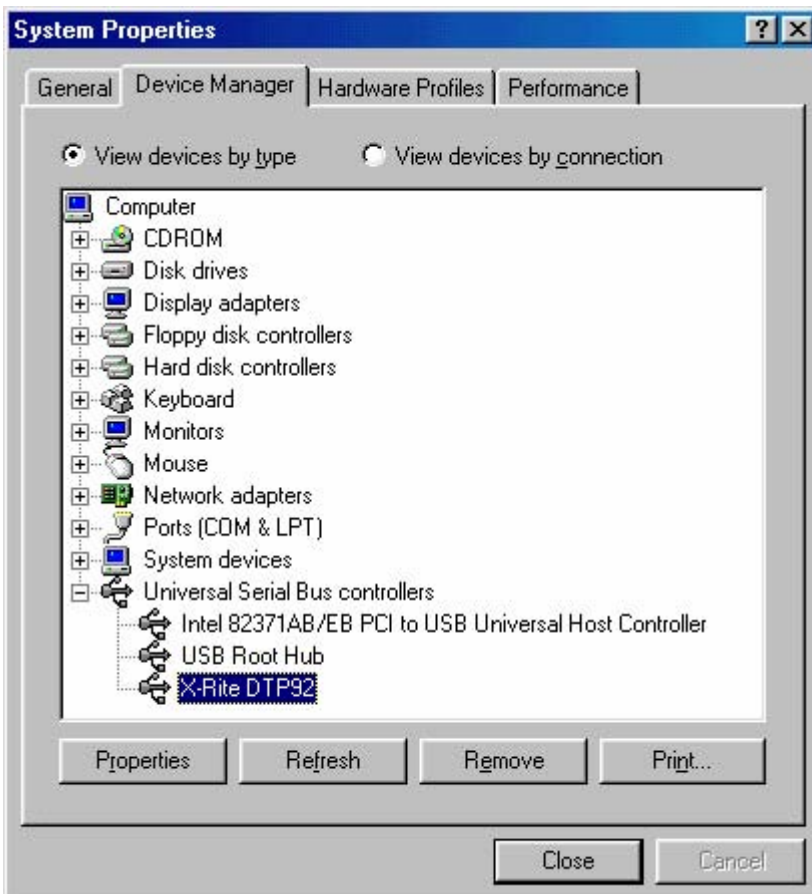 System Properties
General Device Manager Hardware Profiles Performance
View devices by type View devices by connection
Computer
CDROM
Disk drives
Display adapters
Floppy disk controllers
Hard disk controllers
Keyboard
Monitors
Mouse
Network adapters
Ports (COM & LPT)
System devices
Universal Serial Bus controllers
Intel 82371AB/EB PCI to USB Universal Host Controller
USB Root Hub
X-Rite DTP92
Properties Refresh Remove Print...
Close Cancel